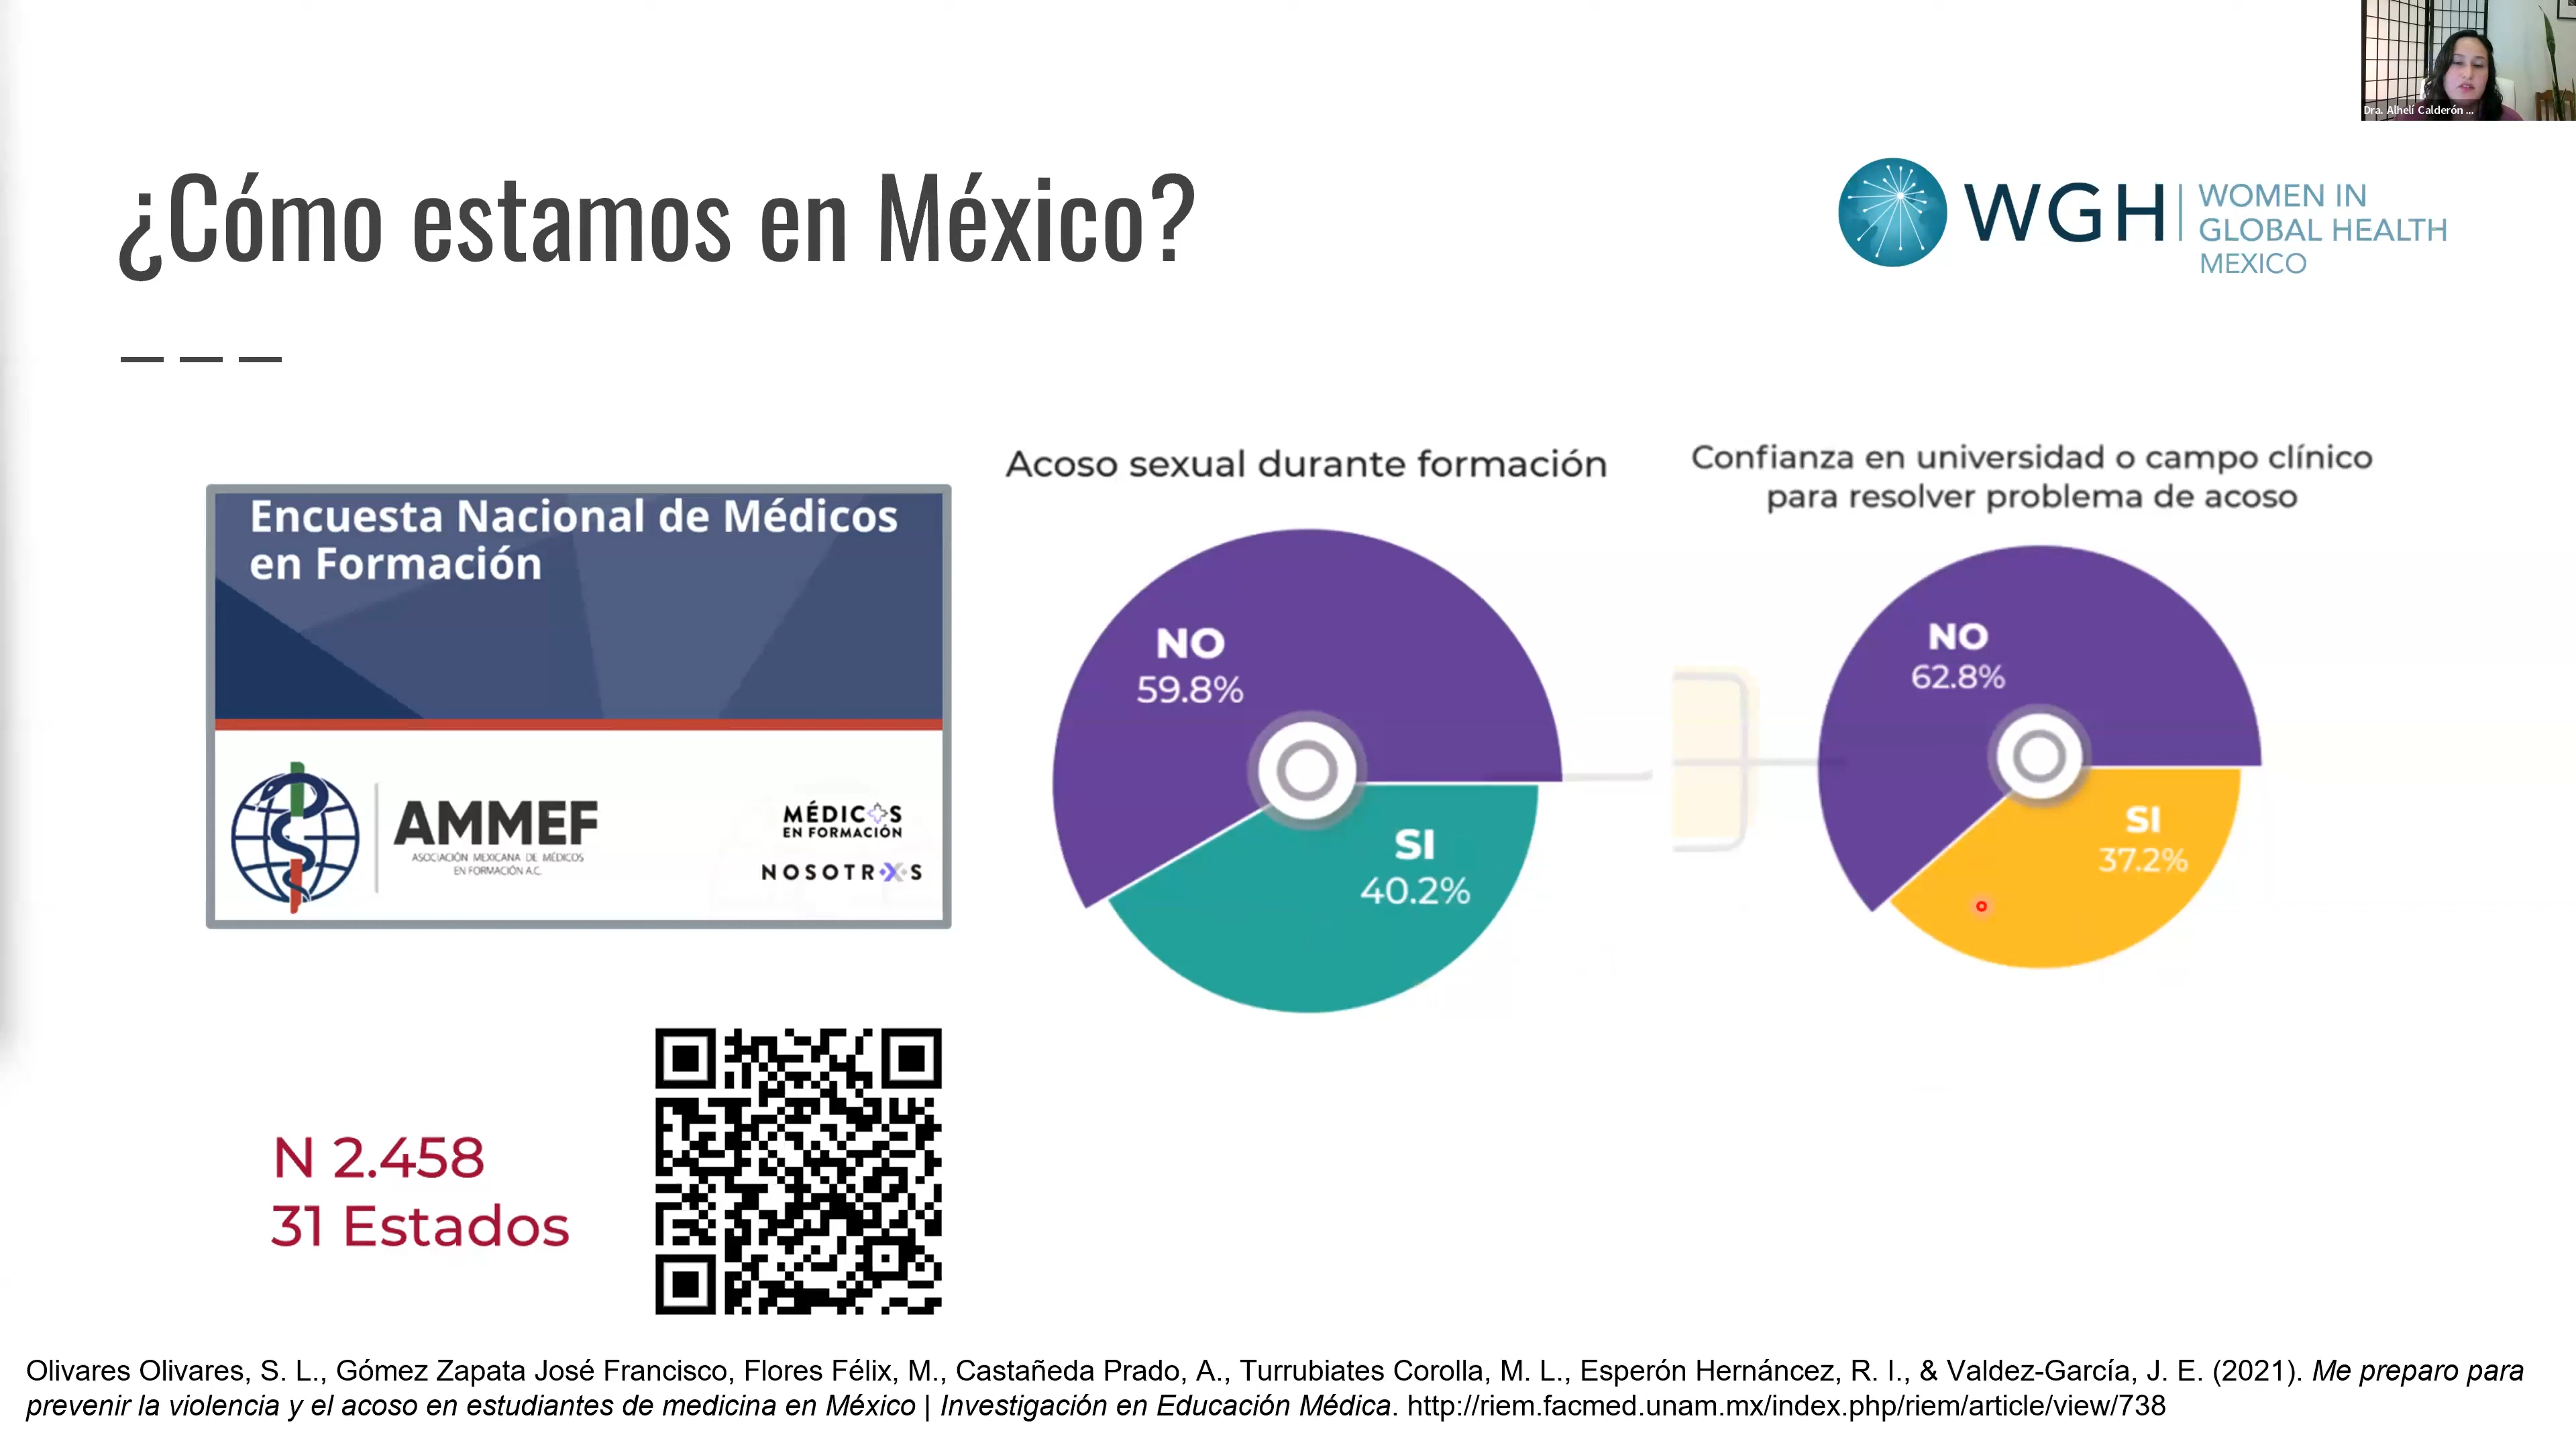 Dra. Alhelí Calderón ...
¿Cómo estamos en México?
WGH
WOMEN IN
GLOBAL HEALTH
MEXICO
Encuesta Nacional de Médicos
en Formación
AMMEF
ASOCIACIÓN MEXICANA DE MÉDICOS
EN FORMACIÓN A.C.
MÉDICOS
EN FORMACIÓN
NOSOTRXS
Acoso sexual durante formación
NO
59.8%
SI
40.2%
Confianza en universidad o campo clínico
para resolver problema de acoso
NO
62.8%
SI
37.2%
N 2.458
31 Estados
Olivares Olivares, S. L., Gómez Zapata José Francisco, Flores Félix, M., Castañeda Prado, A., Turrubiates Corolla, M. L., Esperón Hernáncez, R. I., & Valdez-García, J. E. (2021). Me preparo para
prevenir la violencia y el acoso en estudiantes de medicina en México | Investigación en Educación Médica. http://riem.facmed.unam.mx/index.php/riem/article/view/738